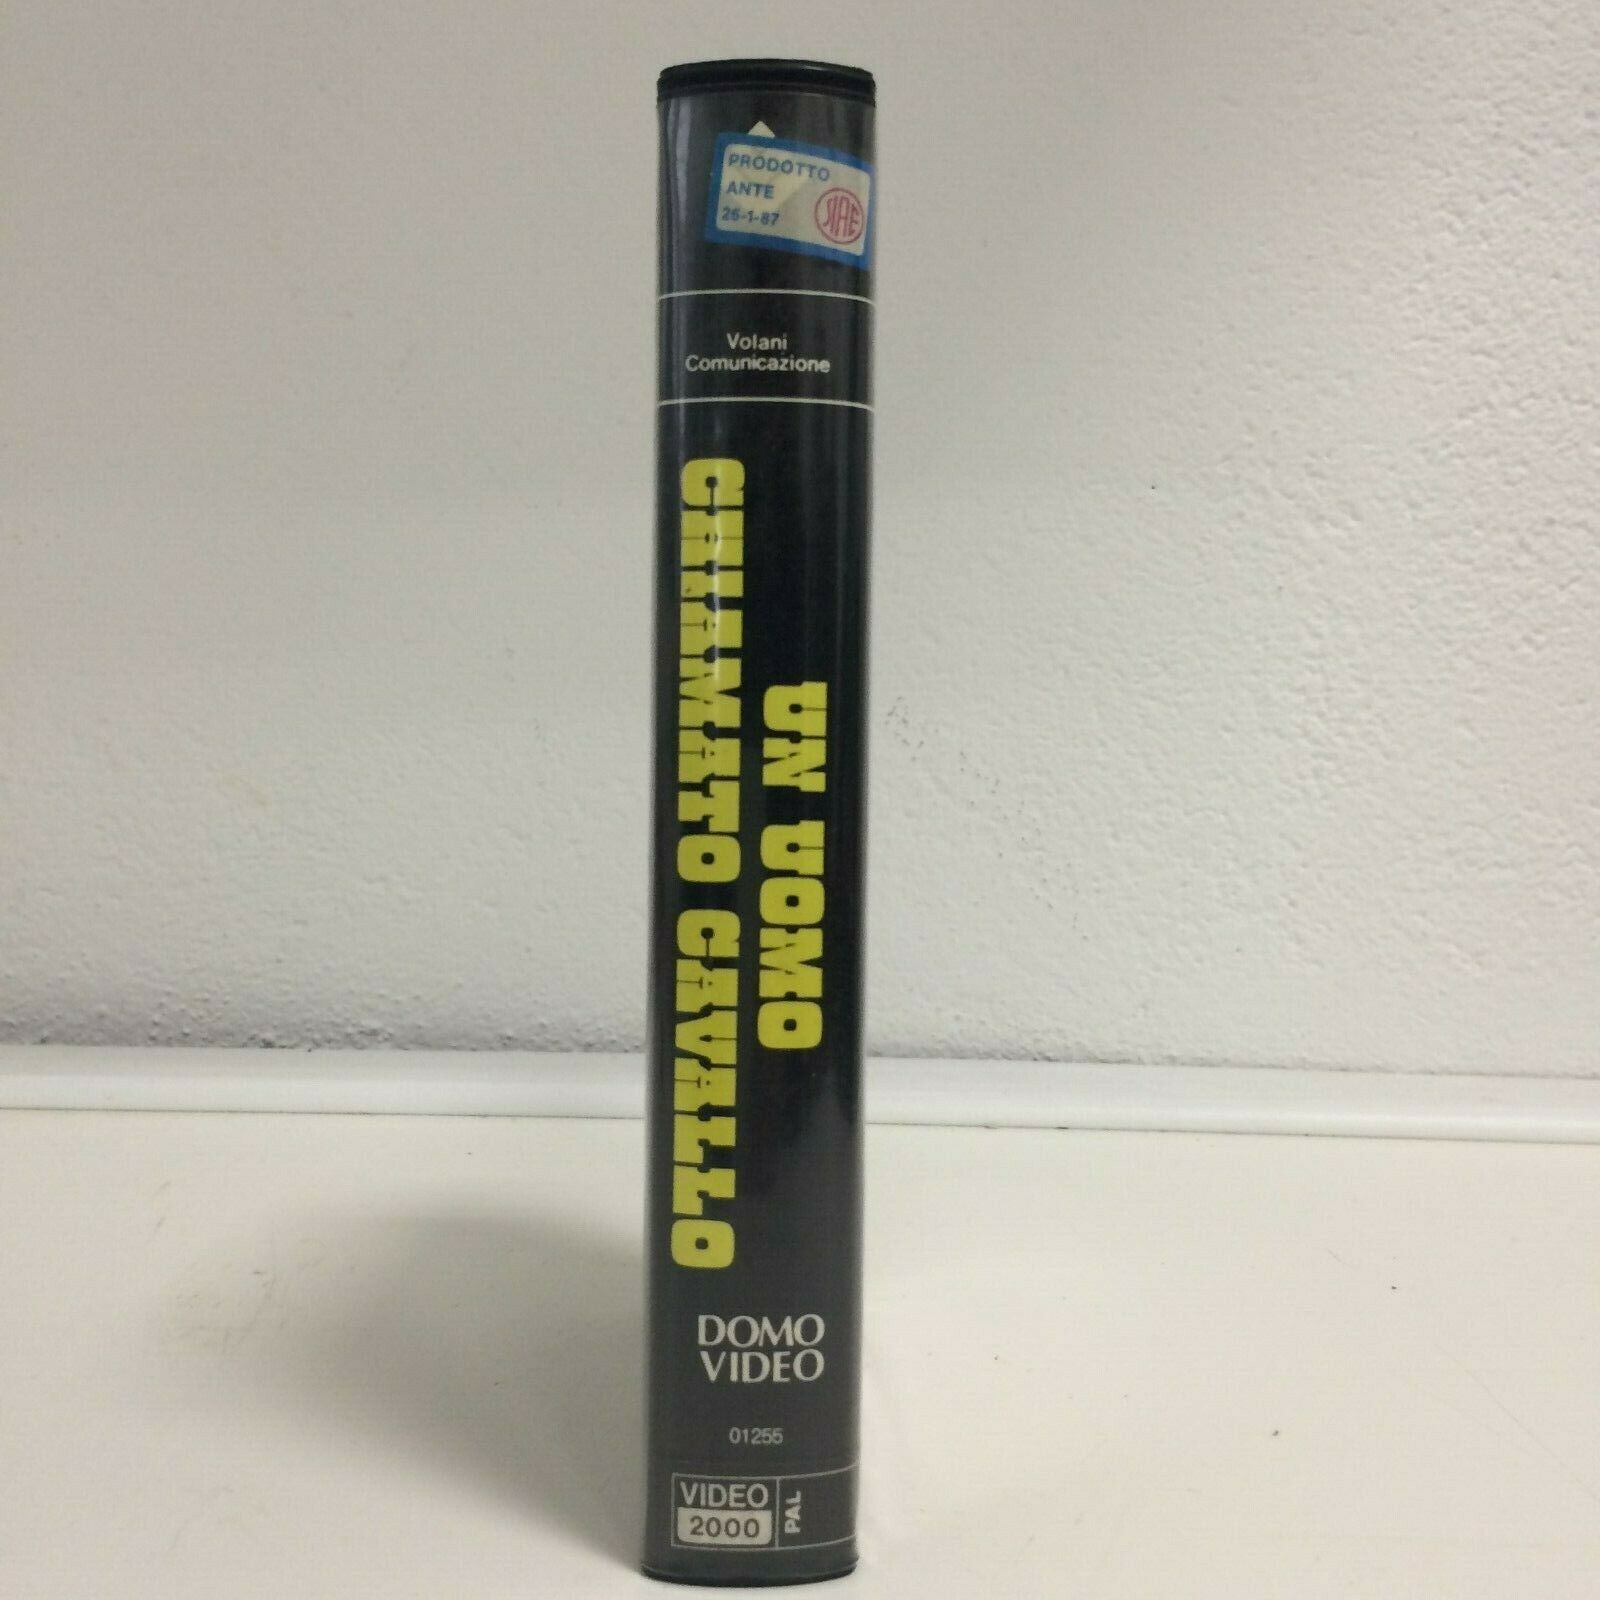 PRODOTTO
ANTE
26-1-87
SIAE
Volani
Comunicazione
UN UOMO
CHIAMATO CAVALLO
DOMO
VIDEO
01255
VIDEO
2000
PAL